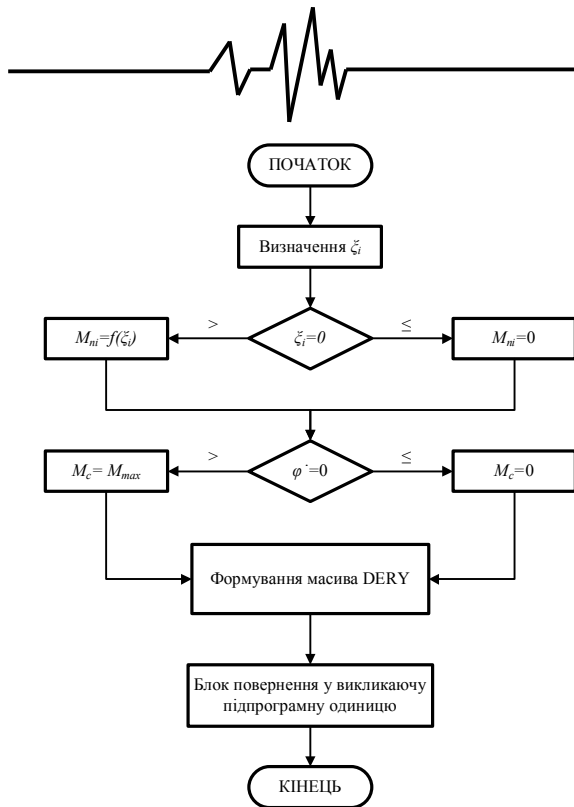 ПОЧАТОК
Визначення ξi
> ξi=0 ≤
Mni=f(ξi)
Mni=0
> φ˙=0 ≤
Mc= Mmax
Mc=0
Формування масива DERY
Блок повернення у викликаючу
підпрограмну одиницю
КІНЕЦЬ